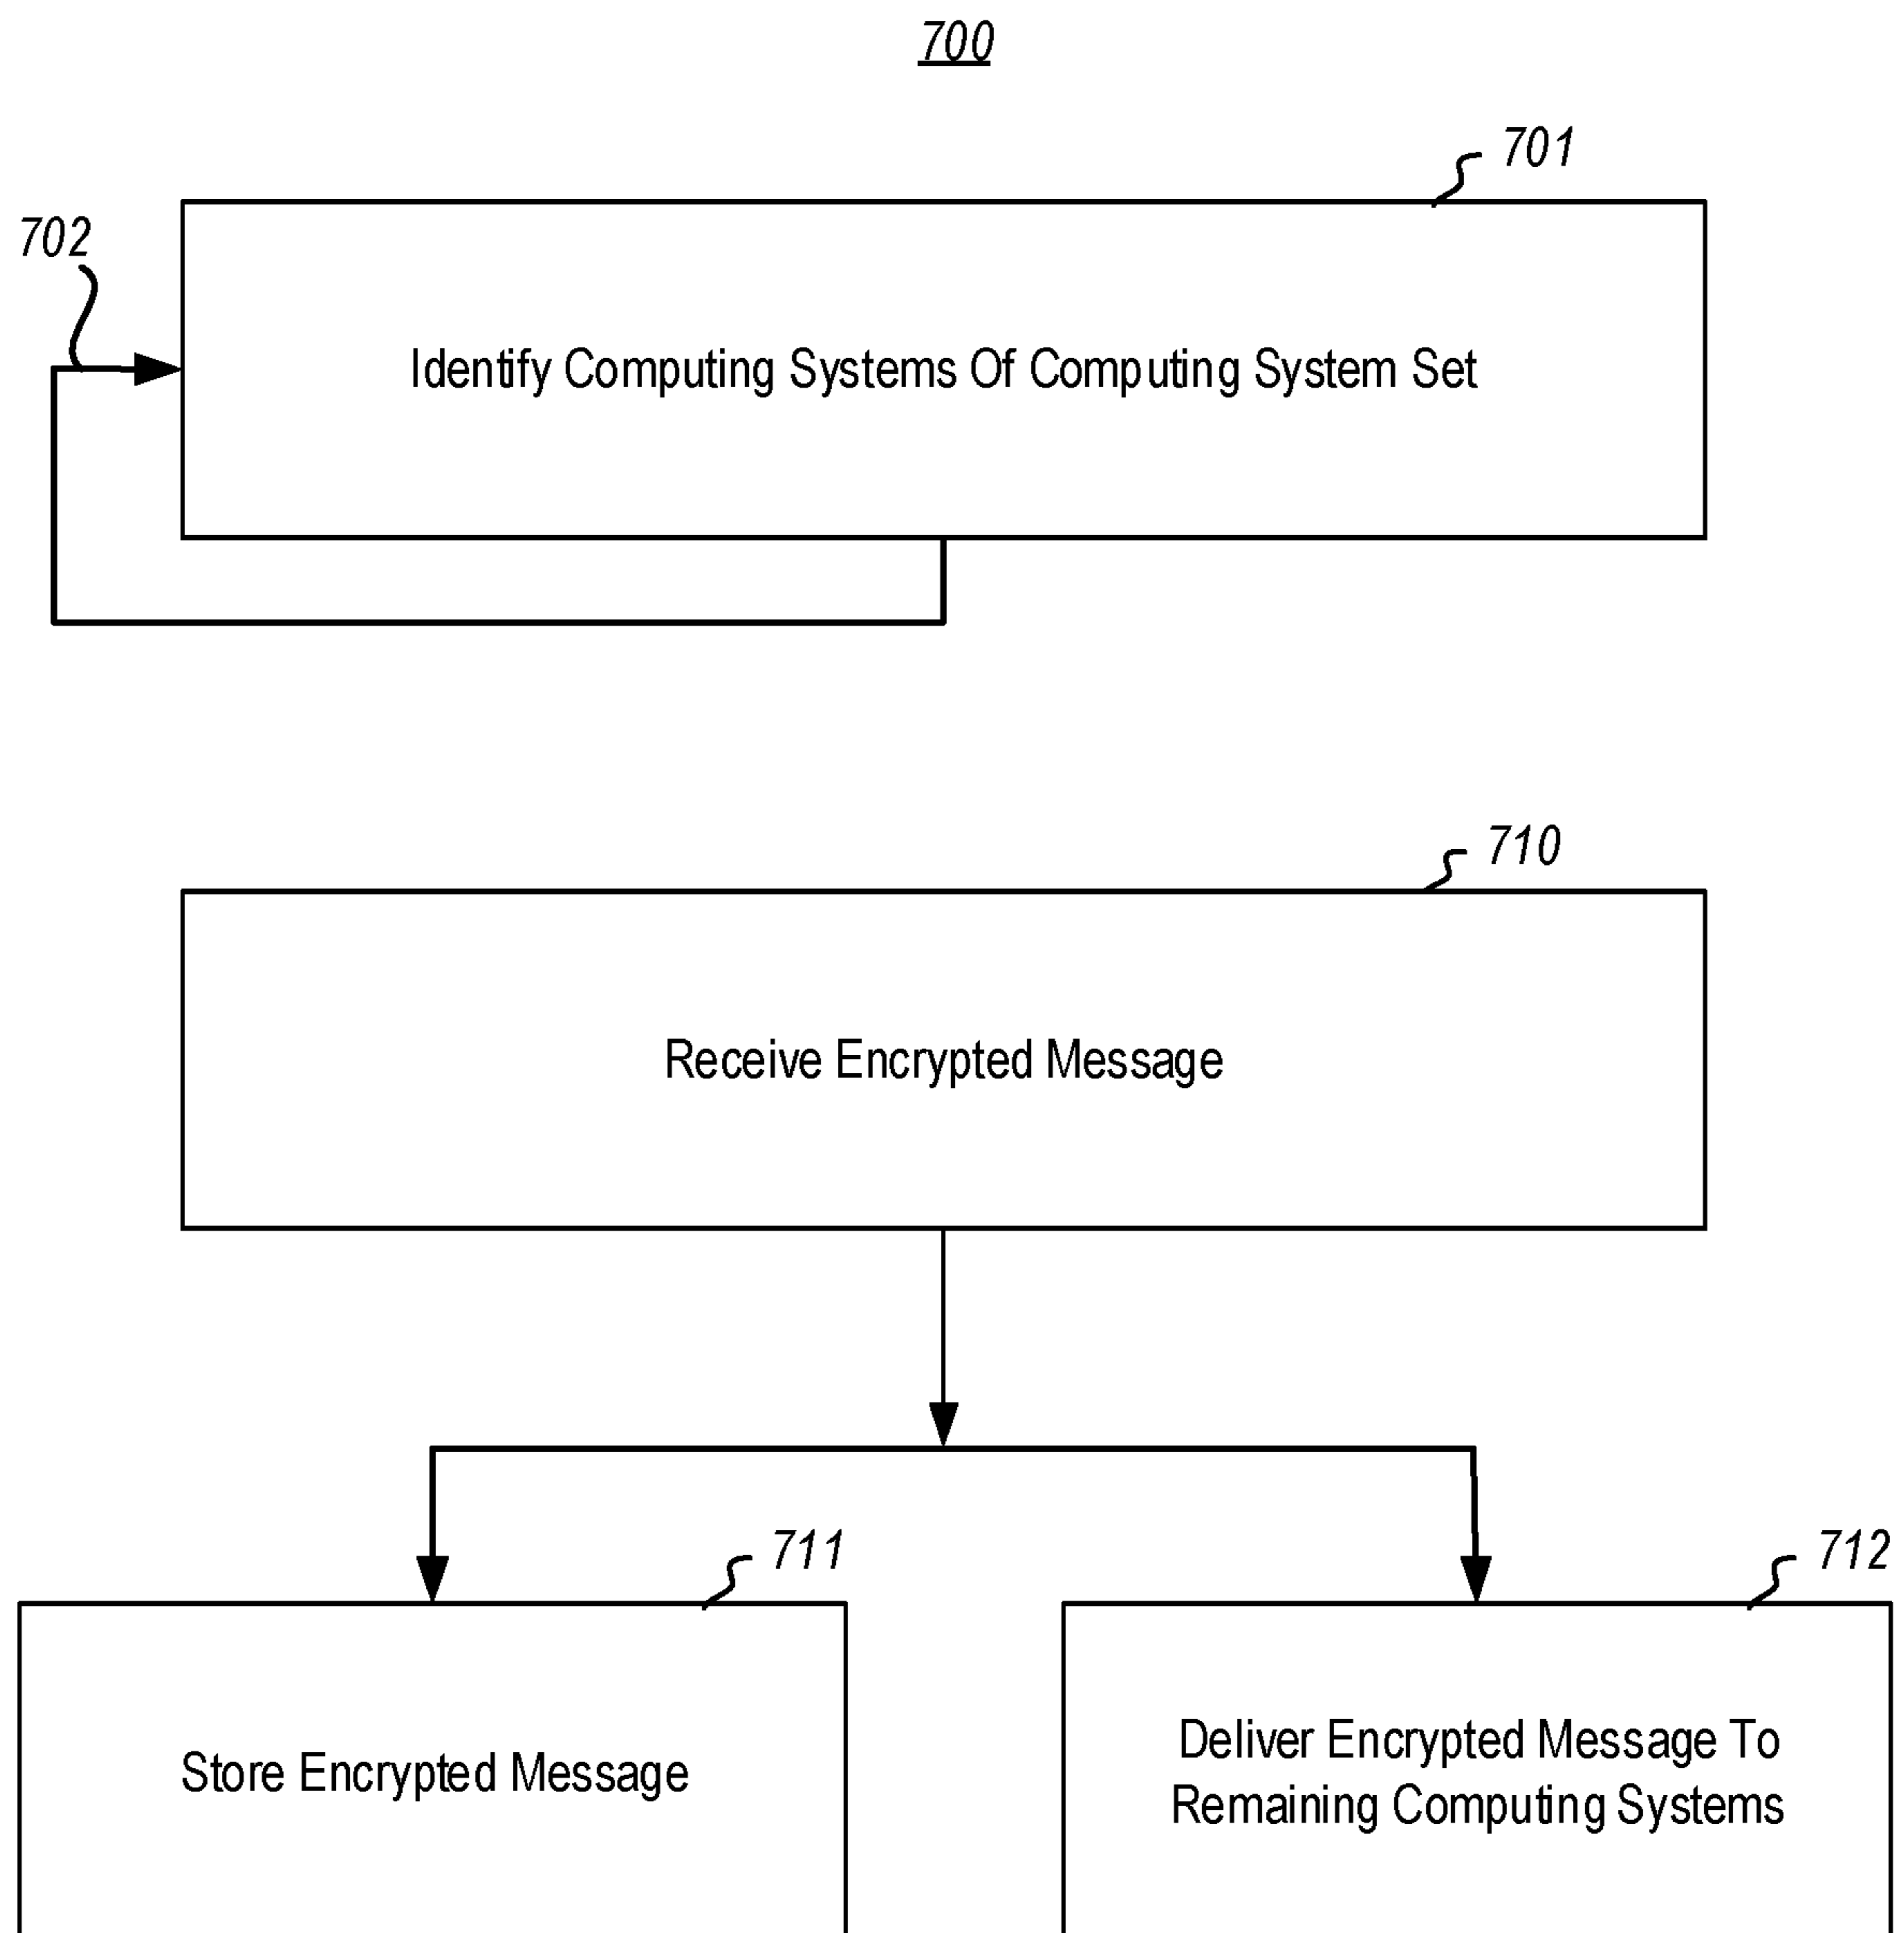 700
701
702
Identify Computing Systems Of Computing System Set
710
Receive Encrypted Message
711
712
Store Encrypted Message
Deliver Encrypted Message To
Remaining Computing Systems